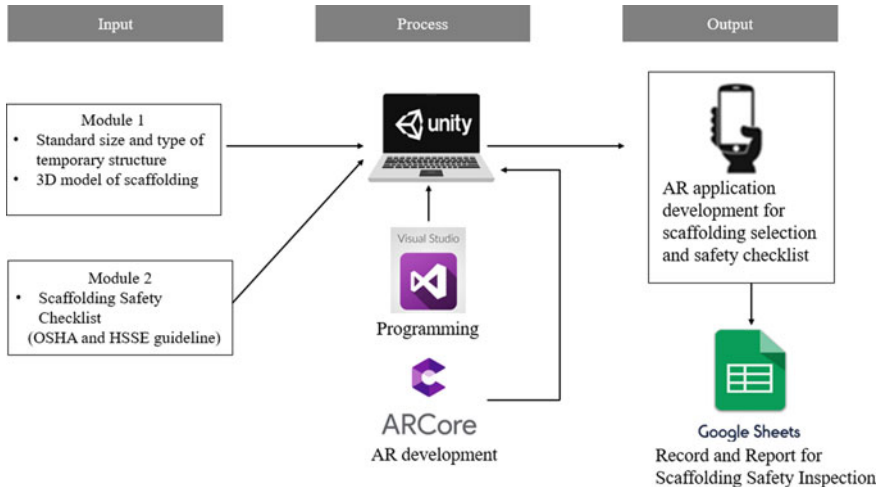 Input
Process
Output
Module 1
• Standard size and type of
temporary structure
• 3D model of scaffolding
Module 2
• Scaffolding Safety
Checklist
(OSHA and HSSE guideline)
unity
Visual Studio
Programming
ARCore
AR development
AR application
development for
scaffolding selection
and safety checklist
Google Sheets
Record and Report for
Scaffolding Safety Inspection